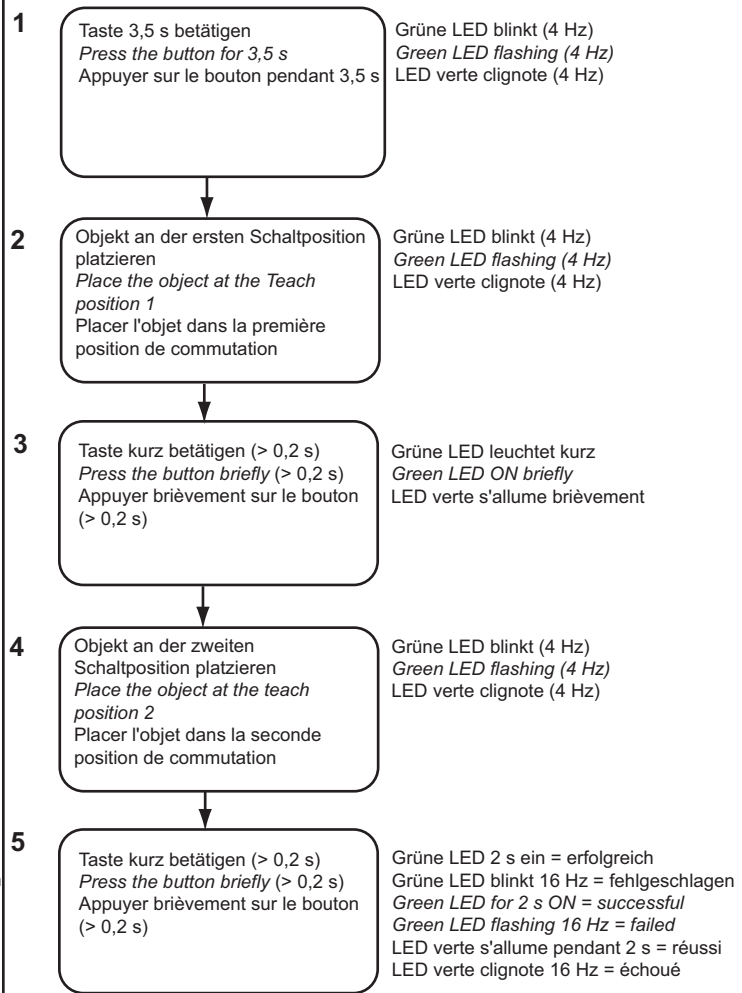 1
Taste 3,5 s betätigen
Press the button for 3,5 s
Appuyer sur le bouton pendant 3,5 s
Grüne LED blinkt (4 Hz)
Green LED flashing (4 Hz)
LED verte clignote (4 Hz)
2
Objekt an der ersten Schaltposition
platzieren
Place the object at the Teach
position 1
Placer l'objet dans la première
position de commutation
Grüne LED blinkt (4 Hz)
Green LED flashing (4 Hz)
LED verte clignote (4 Hz)
3
Taste kurz betätigen (> 0,2 s)
Press the button briefly (> 0,2 s)
Appuyer brièvement sur le bouton
(> 0,2 s)
Grüne LED leuchtet kurz
Green LED ON briefly
LED verte s'allume brièvement
4
Objekt an der zweiten
Schaltposition platzieren
Place the object at the teach
position 2
Placer l'objet dans la seconde
position de commutation
Grüne LED blinkt (4 Hz)
Green LED flashing (4 Hz)
LED verte clignote (4 Hz)
5
Taste kurz betätigen (> 0,2 s)
Press the button briefly (> 0,2 s)
Appuyer brièvement sur le bouton
(> 0,2 s)
Grüne LED 2 s ein = erfolgreich
Grüne LED blinkt 16 Hz = fehlgeschlagen
Green LED for 2 s ON = successful
Green LED flashing 16 Hz = failed
LED verte s'allume pendant 2 s = réussi
LED verte clignote 16 Hz = échoué